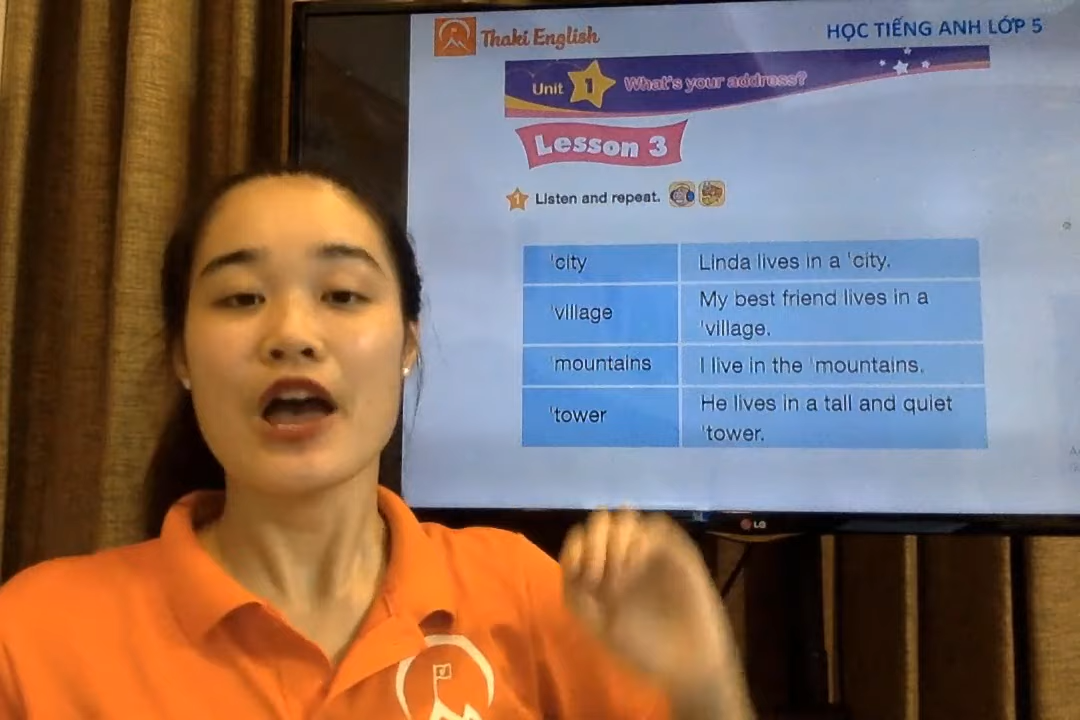 Thaki English
HỌC TIẾNG ANH LỚP 5
Unit 1 What's your address?
Lesson 3
1 Listen and repeat.
'city
Linda lives in a 'city.
'village
My best friend lives in a
'village.
'mountains
I live in the 'mountains.
'tower
He lives in a tall and quiet
'tower.
LG